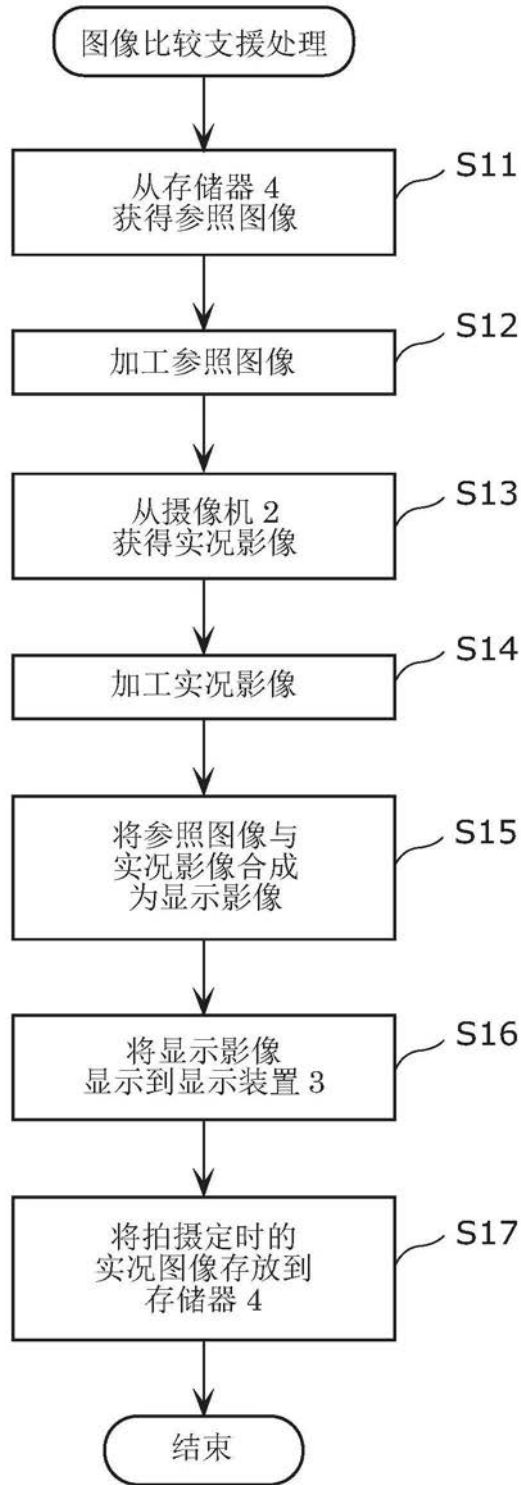 图像比较支援处理
S11
从存储器 4
获得参照图像
S12
加工参照图像
S13
从摄像机 2
获得实况影像
S14
加工实况影像
S15
将参照图像与
实况影像合成
为显示影像
S16
将显示影像
显示到显示装置 3
S17
将拍摄定时的
实况图像存放到
存储器 4
结束